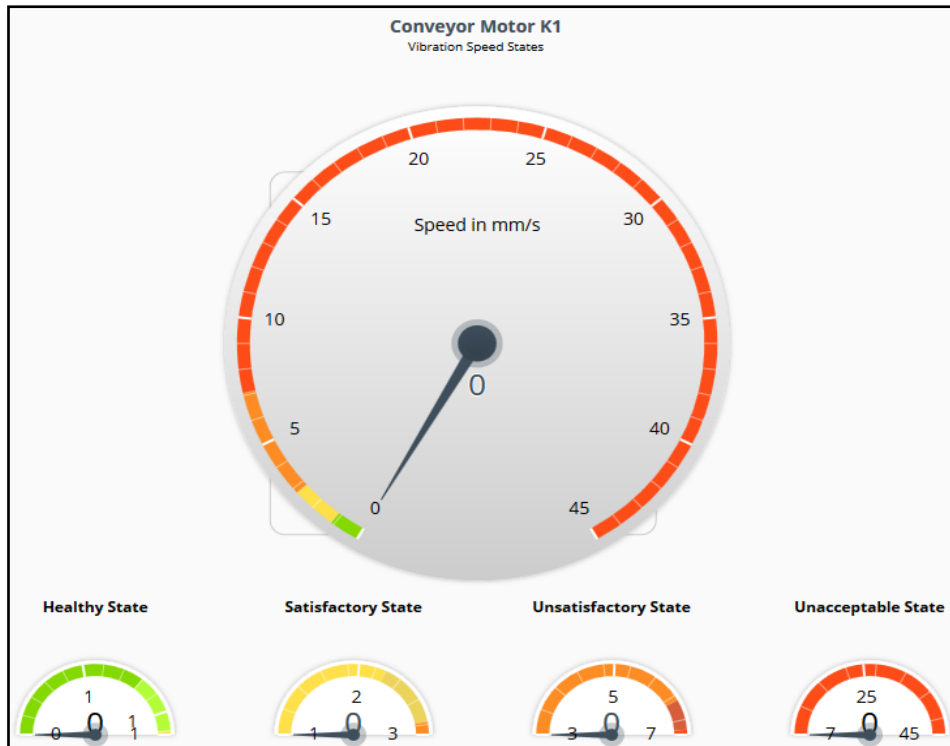 Conveyor Motor K1
Vibration Speed States
20 25
15 30
Speed in mm/s
10 35
0
5 40
0 45
Healthy State Satisfactory State Unsatisfactory State Unacceptable State
1 2 5 25
0 0 1 1 1 0 3 3 0 7 7 0 45